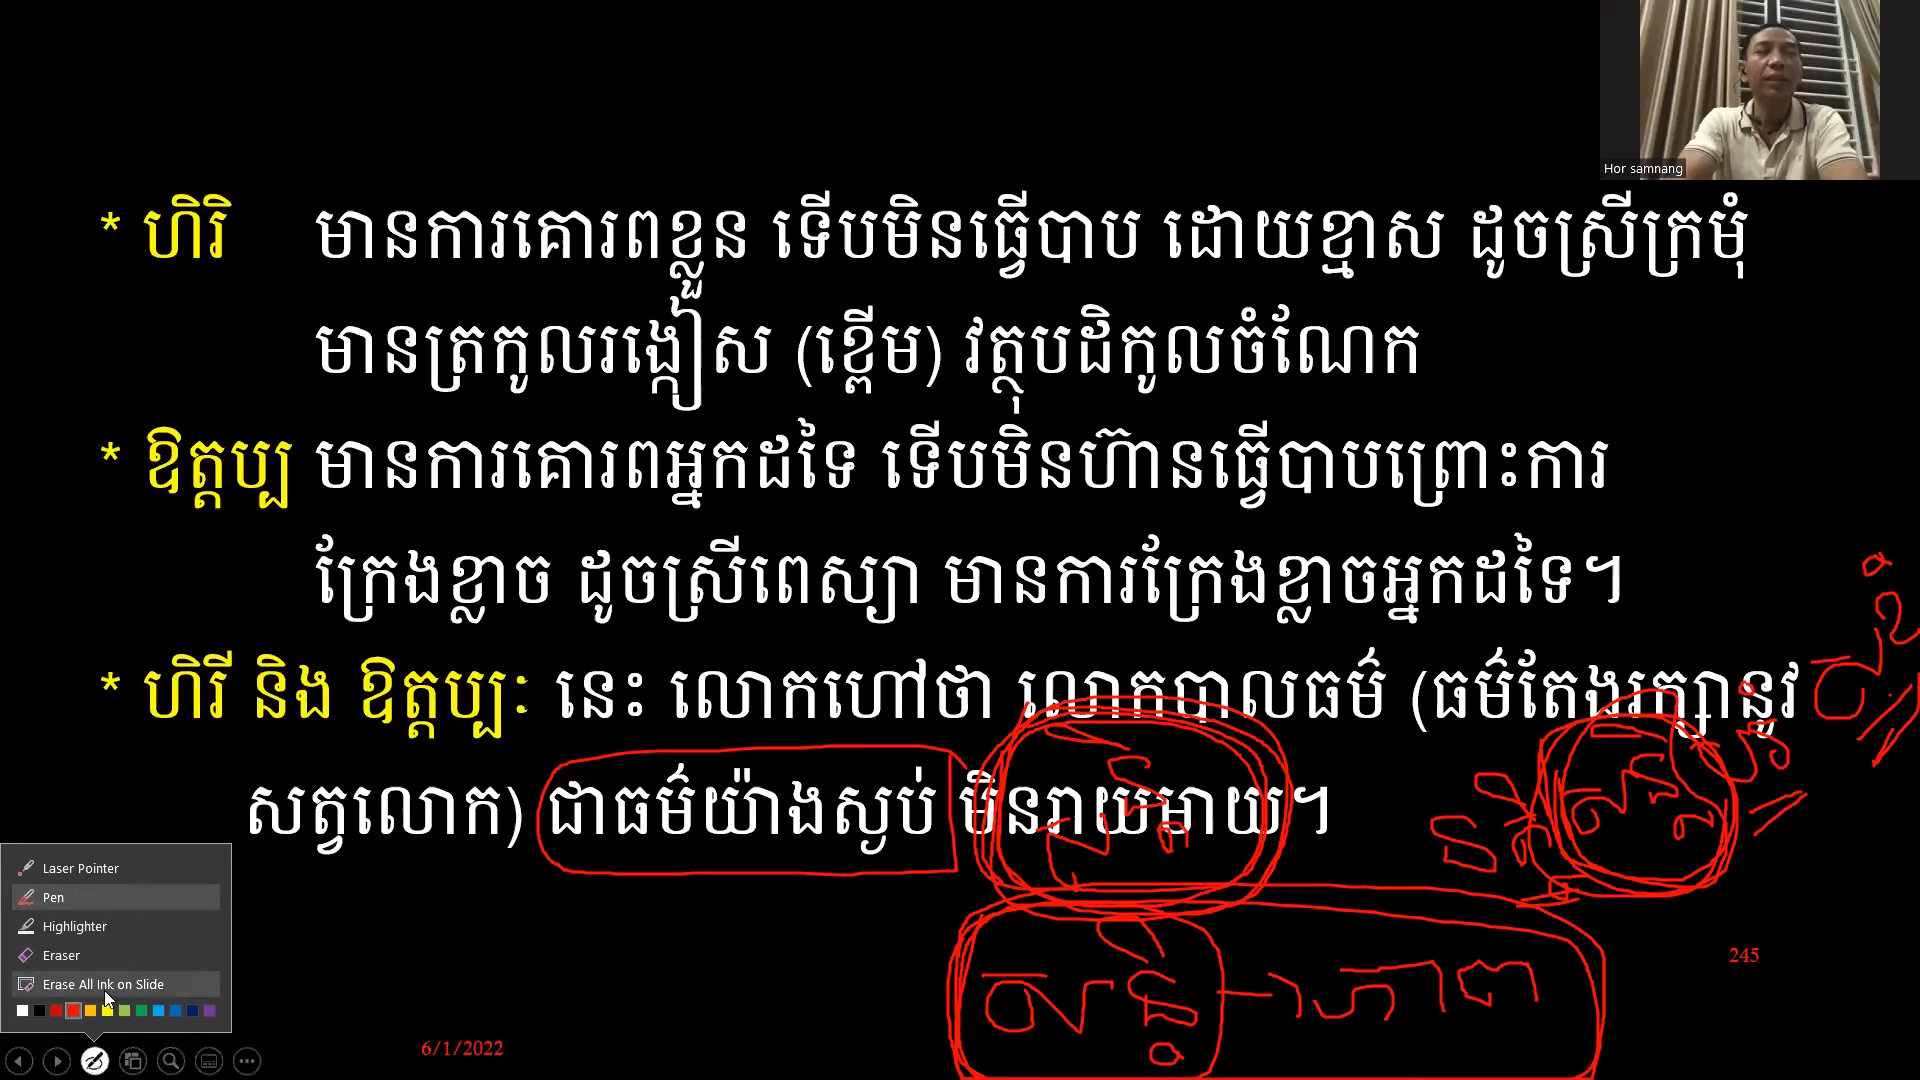 Hor samnang
* ហិរិ មានការគោរពខ្លួន ទើបមិនធ្វើបាប ដោយខ្មាស ដូចស្រីក្រមុំ
មានត្រកូលរង្កៀស (ខ្ពើម) វត្ថុបដិកូលចំណែក
* ឱត្តប្ប មានការគោរពអ្នកដទៃ ទើបមិនហ៊ានធ្វើបាបព្រោះការ
ក្រែងខ្លាច ដូចស្រីពេស្យា មានការក្រែងខ្លាចអ្នកដទៃ។
* ហិរី និង ឱត្តប្បៈ នេះ លោកហៅថា លោកបាលធម៌ (ធម៌តែងរក្សានូវ
សត្វលោក) ជាធម៌យ៉ាងស្ងប់ មិនរាយមាយ។
Laser Pointer
Pen
Highlighter
Eraser
Erase All Ink on Slide
245
6/1/2022